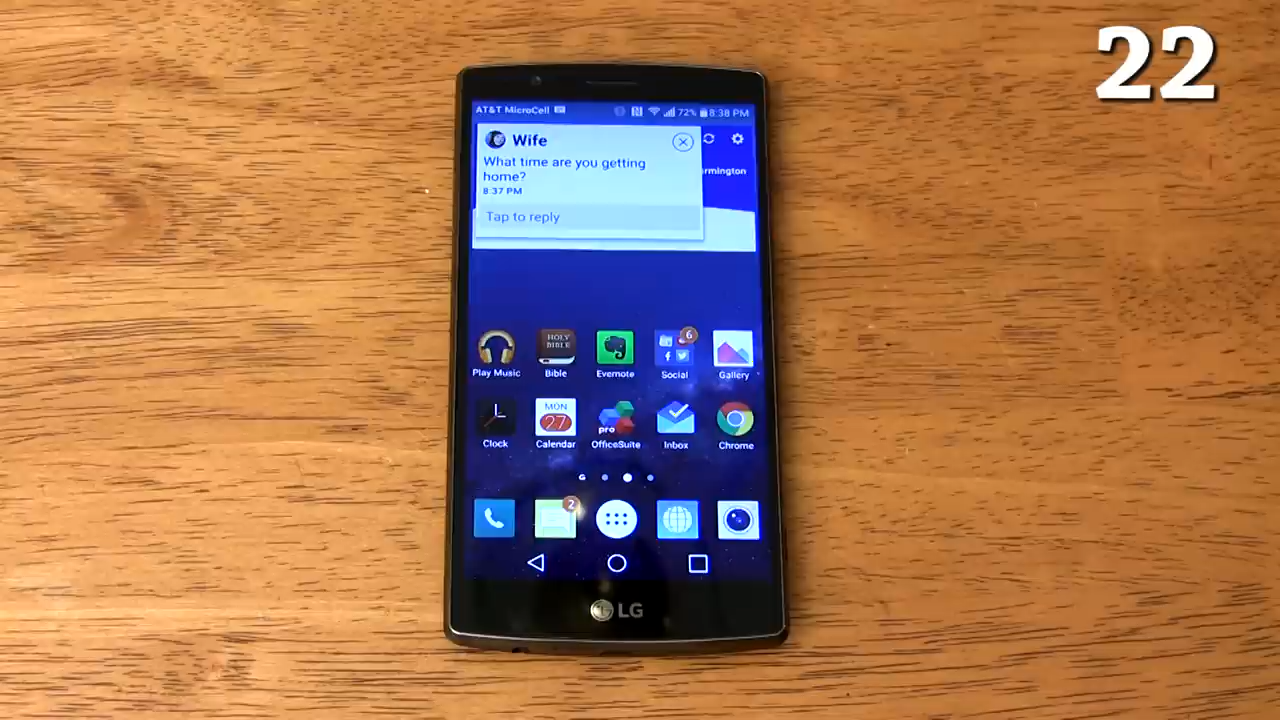 22
AT&T MicroCell
72% 8:38 PM
Wife
What time are you getting
home?
8:37 PM
Tap to reply
rmington
Play Music
Bible
Evernote
Social
Gallery
HOLY
BIBLE
6
Clock
Calendar
OfficeSuite
Inbox
Chrome
MON
27
pro
G
2
LG